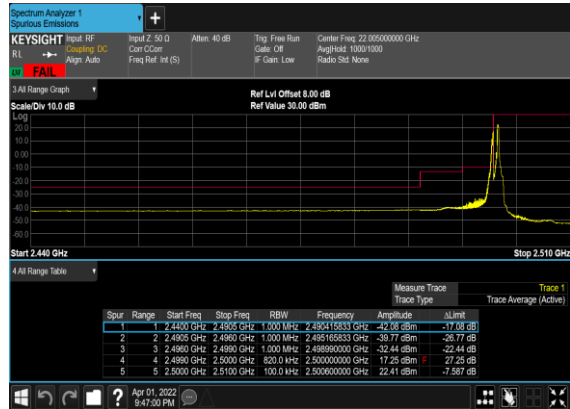 Spectrum Analyzer 1
Spurious Emissions
+
KEYSIGHT Input: RF Input Z: 50 Ω Atten: 40 dB Trig: Free Run Center Freq: 22.005000000 GHz
RL Coupling: DC Corr CCorr Gate: Off Avg|Hold: 1000/1000
Align: Auto Freq Ref: Int (S) IF Gain: Low Radio Std: None
FAIL
3 All Range Graph Ref Lvl Offset 8.00 dB
Scale/Div 10.0 dB Ref Value 30.00 dBm
Log
20.0
10.0
0.00
-10.0
-20.0
-30.0
-40.0
-50.0
-60.0
Start 2.440 GHz Stop 2.510 GHz
4 All Range Table
Measure Trace Trace 1
Trace Type Trace Average (Active)
Spur Range Start Freq Stop Freq RBW Frequency Amplitude ΔLimit
1 1 2.4400 GHz 2.4905 GHz 1.000 MHz 2.490415833 GHz -42.08 dBm -17.08 dB
2 2 2.4905 GHz 2.4960 GHz 1.000 MHz 2.495165833 GHz -39.77 dBm -26.77 dB
3 3 2.4960 GHz 2.4990 GHz 1.000 MHz 2.498990000 GHz -32.44 dBm -22.44 dB
4 4 2.4990 GHz 2.5000 GHz 820.0 kHz 2.500000000 GHz 17.25 dBm F 27.25 dB
5 5 2.5000 GHz 2.5100 GHz 100.0 kHz 2.500600000 GHz 22.41 dBm -7.587 dB
? Apr 01, 2022
9:47:00 PM